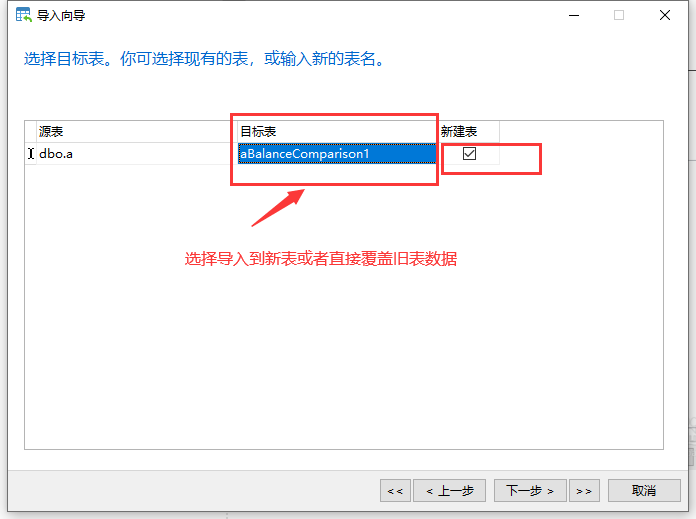 导入向导
选择目标表。你可选择现有的表，或输入新的表名。
源表 目标表 新建表
dbo.a aBalanceComparison1
选择导入到新表或者直接覆盖旧表数据
<< < 上一步 下一步 > >> 取消